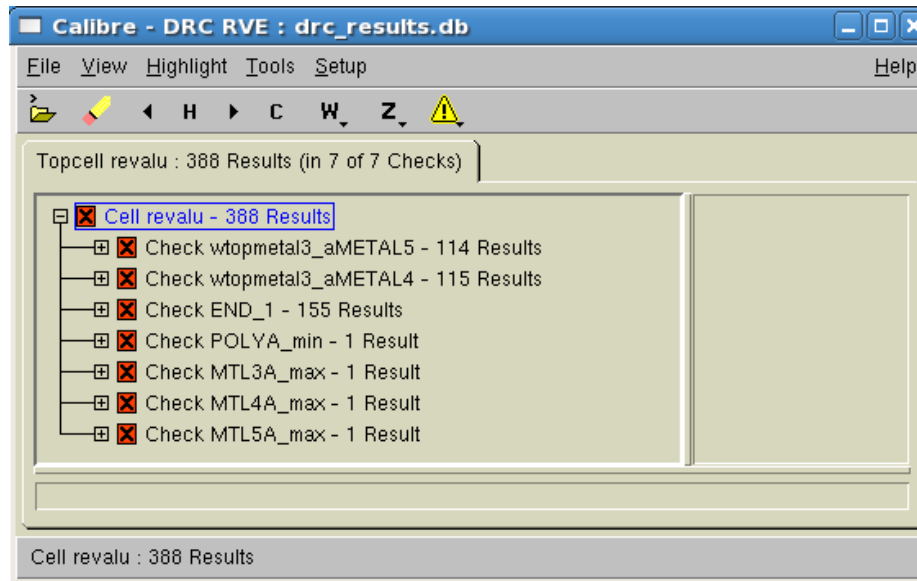 Calibre - DRC RVE : drc_results.db
File View Highlight Tools Setup Help
H C W Z
Topcell revalu : 388 Results (in 7 of 7 Checks)
Cell revalu - 388 Results
Check wtopmetal3_aMETAL5 - 114 Results
Check wtopmetal3_aMETAL4 - 115 Results
Check END_1 - 155 Results
Check POLYA_min - 1 Result
Check MTL3A_max - 1 Result
Check MTL4A_max - 1 Result
Check MTL5A_max - 1 Result
Cell revalu : 388 Results